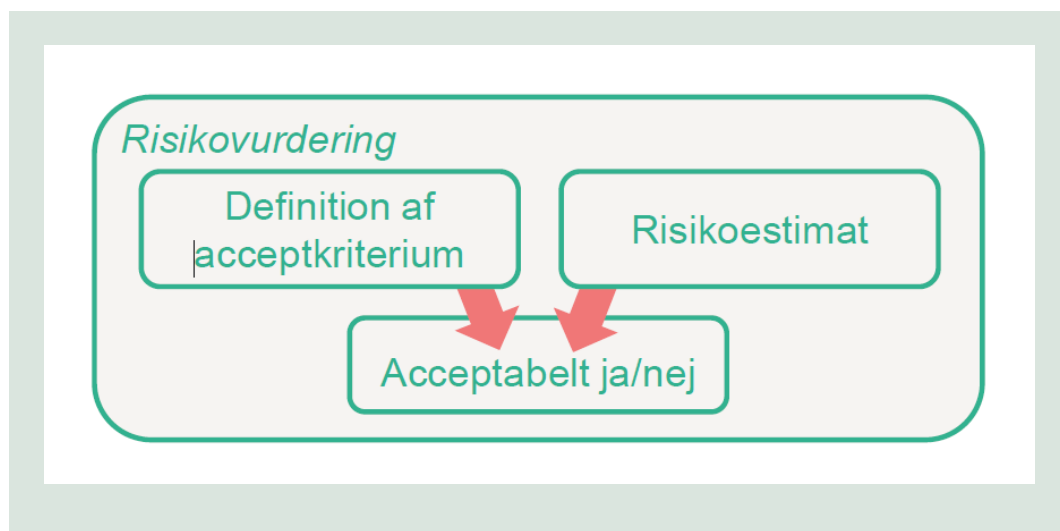 Risikovurdering
Definition af
acceptkriterium
Risikoestimat
Acceptabelt ja/nej